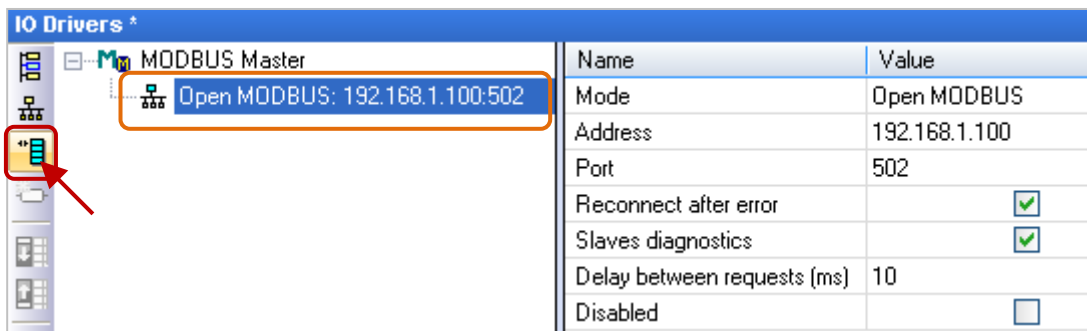 IO Drivers *
MODBUS Master
Open MODBUS: 192.168.1.100:502
Name Value
Mode Open MODBUS
Address 192.168.1.100
Port 502
Reconnect after error
Slaves diagnostics
Delay between requests (ms) 10
Disabled